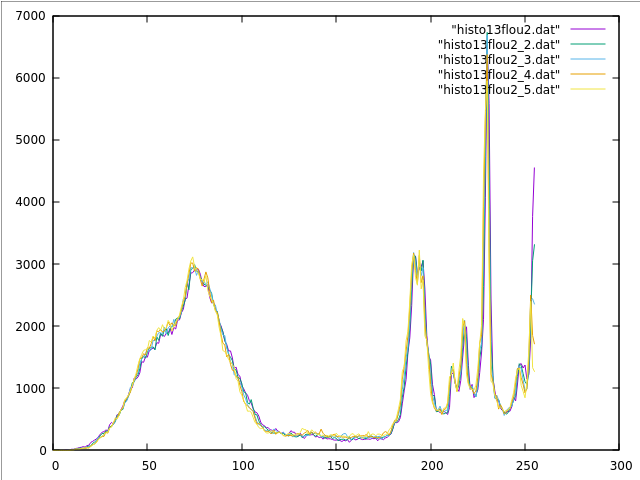 7000
6000
5000
4000
3000
2000
1000
0
0 50 100 150 200 250 300
"histo13flou2.dat"
"histo13flou2_2.dat"
"histo13flou2_3.dat"
"histo13flou2_4.dat"
"histo13flou2_5.dat"